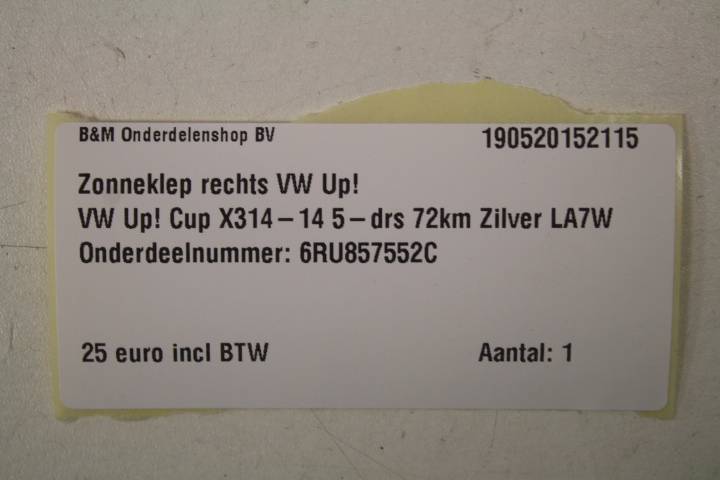 B&M Onderdelenshop BV 190520152115
Zonneklep rechts VW Up!
VW Up! Cup X314-14 5-drs 72km Zilver LA7W
Onderdeelnummer: 6RU857552C
25 euro incl BTW Aantal: 1